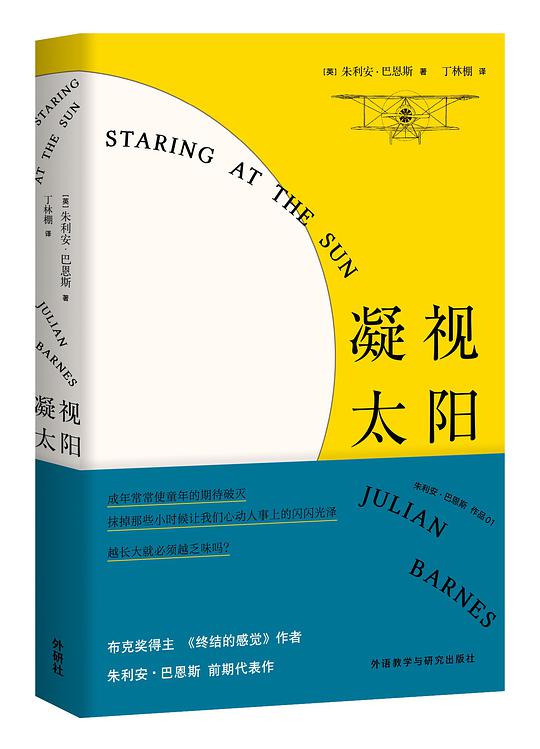 [英] 朱利安·巴恩斯 著 丁林棚 译
STARING AT THE SUN
凝视
太阳
成年常常使童年的期待破灭
抹掉那些小时候让我们心动人事上的闪闪光泽
越长大就必须越乏味吗?
朱利安·巴恩斯 作品01
JULIAN
BARNES
布克奖得主 《终结的感觉》作者
朱利安·巴恩斯 前期代表作
外语教学与研究出版社
STARING
AT THE SUN
[英] 朱利安·巴恩斯 著
丁林棚 译
JULIAN
BARNES
凝视
太阳
外研社